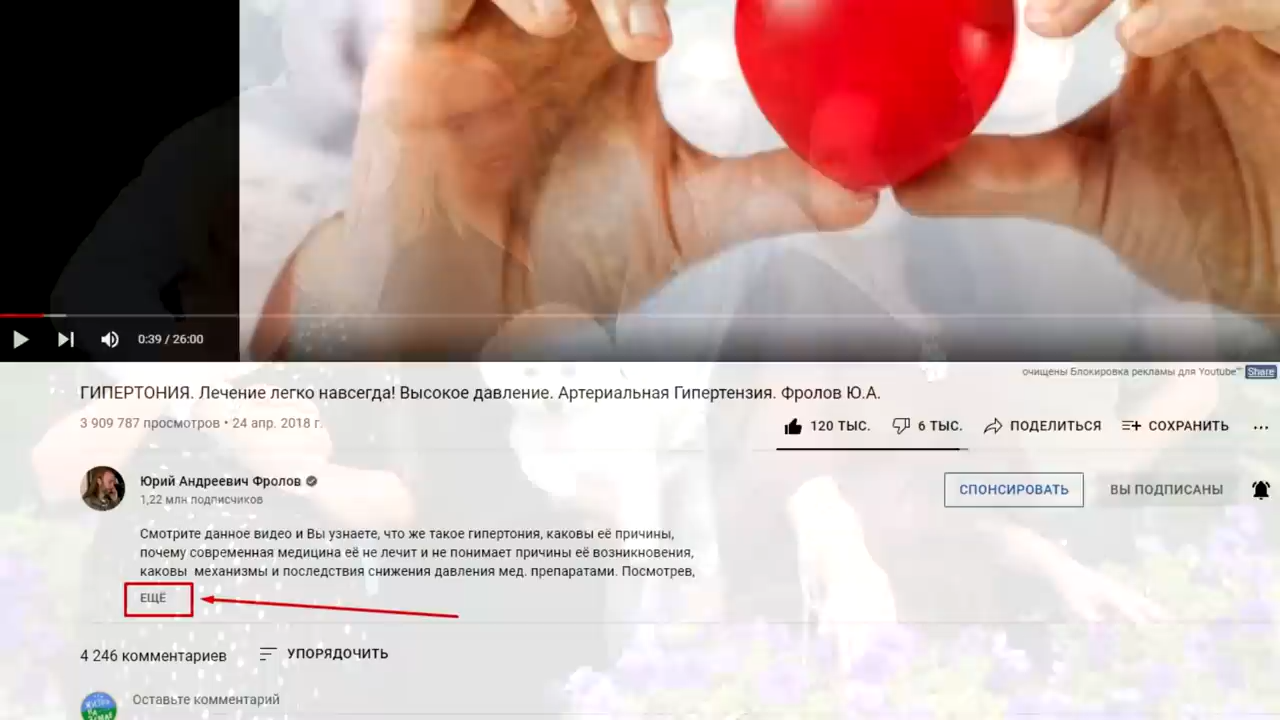 0:39 / 26:00
очищены Блокировка рекламы для Youtube™ Share
ГИПЕРТОНИЯ. Лечение легко навсегда! Высокое давление. Артериальная Гипертензия. Фролов Ю.А.
3 909 787 просмотров • 24 апр. 2018 г.
120 ТЫС. 6 ТЫС. ПОДЕЛИТЬСЯ СОХРАНИТЬ
Юрий Андреевич Фролов
1,22 млн подписчиков
СПОНСИРОВАТЬ ВЫ ПОДПИСАНЫ
Смотрите данное видео и Вы узнаете, что же такое гипертония, каковы её причины,
почему современная медицина её не лечит и не понимает причины её возникновения,
каковы механизмы и последствия снижения давления мед. препаратами. Посмотрев,
ЕЩЁ
4 246 комментариев УПОРЯДОЧИТЬ
Оставьте комментарий